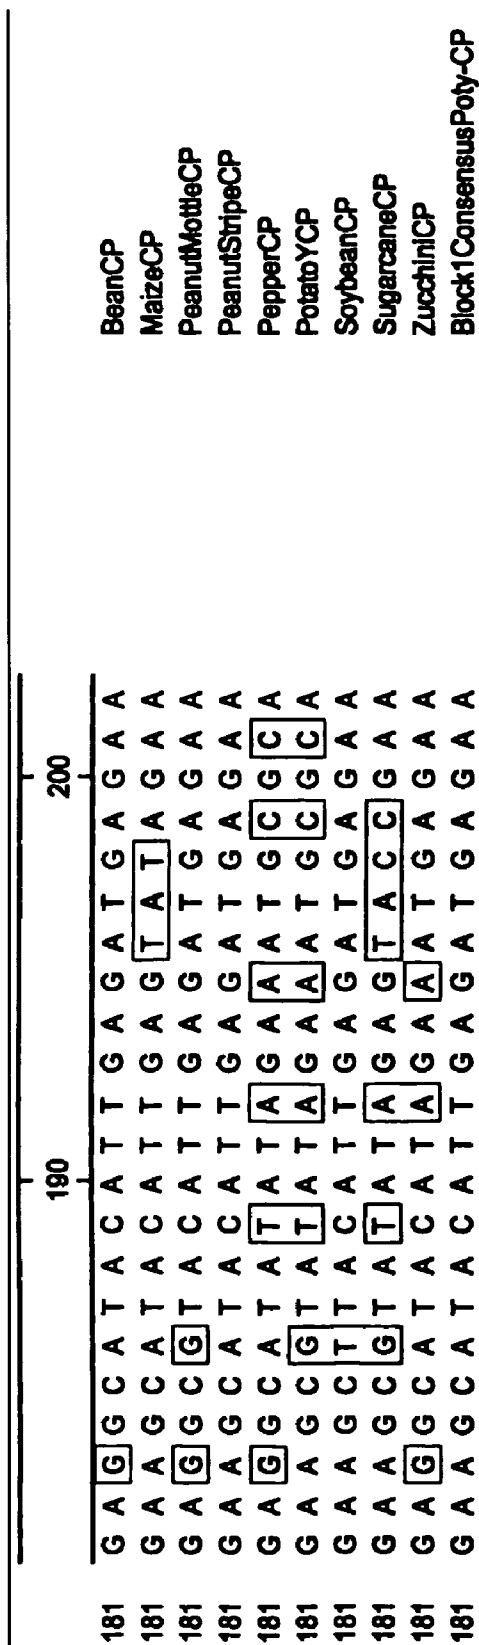 190 200
181 G A G G C A T A C A T T G A G A T G A G A A BeanCP
181 G A A G C A T A C A T T G A G T A T A G A A MaizeCP
181 G A G G C G T A C A T T G A G A T G A G A A PeanutMottleCP
181 G A A G C A T A C A T T G A G A T G A G A A PeanutStripeCP
181 G A G G C A T A T A T A G A A A T G C G C A PepperCP
181 G A A G C G T A T A T A G A A A T G C G C A PotatoYCP
181 G A A G C T T A C A T T G A G A T G A G A A SoybeanCP
181 G A A G C G T A T A T A G A G T A C C G A A SugarcaneCP
181 G A G G C A T A C A T A G A A A T G A G A A ZucchiniCP
181 G A A G C A T A C A T T G A G A T G A G A A Block1ConsensusPoty-CP